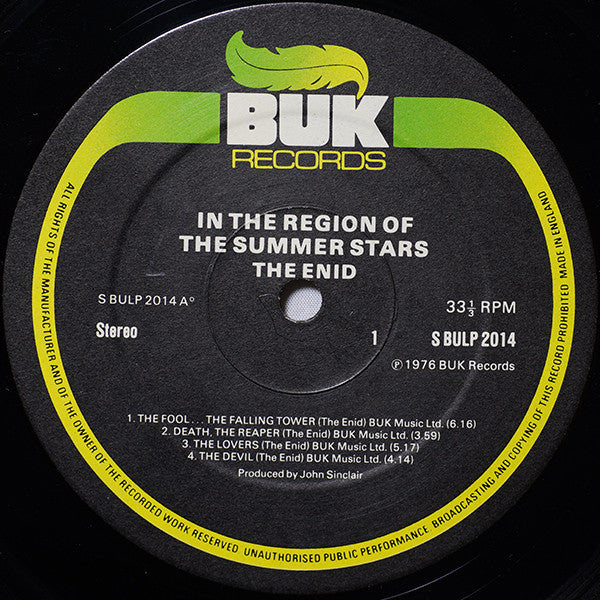 BUK
RECORDS
IN THE REGION OF
THE SUMMER STARS
THE ENID
S BULP 2014 A°
33 1/3 RPM
Stereo
1
S BULP 2014
Ⓟ 1976 BUK Records
1. THE FOOL . . . THE FALLING TOWER (The Enid) BUK Music Ltd. (6.16)
2. DEATH, THE REAPER (The Enid) BUK Music Ltd. (3.59)
3. THE LOVERS (The Enid) BUK Music Ltd. (5.17)
4. THE DEVIL (The Enid) BUK Music Ltd. (4.14)
Produced by John Sinclair
ALL RIGHTS OF THE MANUFACTURER AND OF THE OWNER OF THE RECORDED WORK RESERVED UNAUTHORISED PUBLIC PERFORMANCE, BROADCASTING AND COPYING OF THIS RECORD PROHIBITED MADE IN ENGLAND